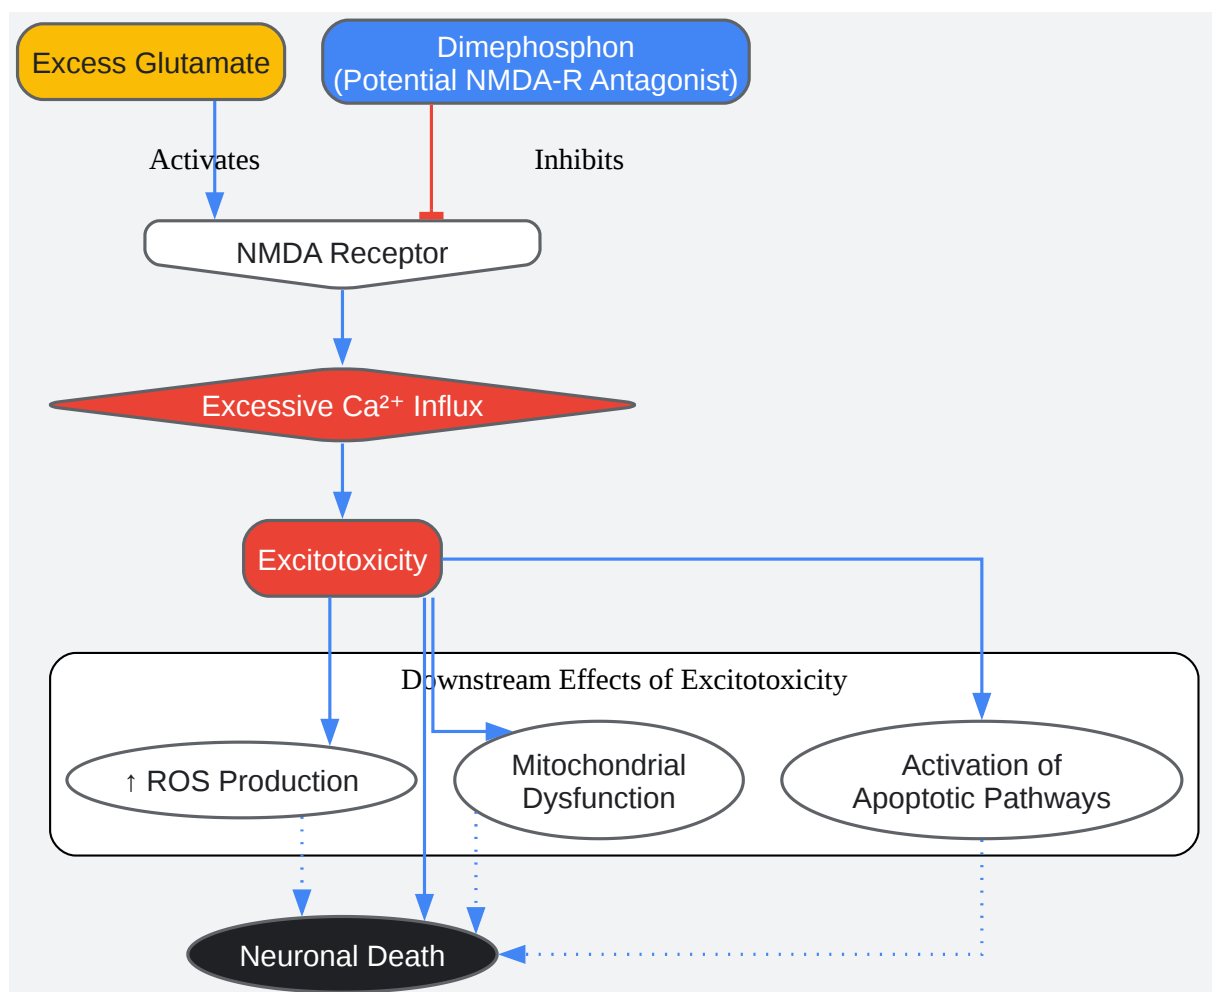 Excess Glutamate
Dimephosphon
(Potential NMDA-R Antagonist)
Activates
Inhibits
NMDA Receptor
Excessive Ca²⁺ Influx
Excitotoxicity
Downstream Effects of Excitotoxicity
↑ ROS Production
Mitochondrial
Dysfunction
Activation of
Apoptotic Pathways
Neuronal Death